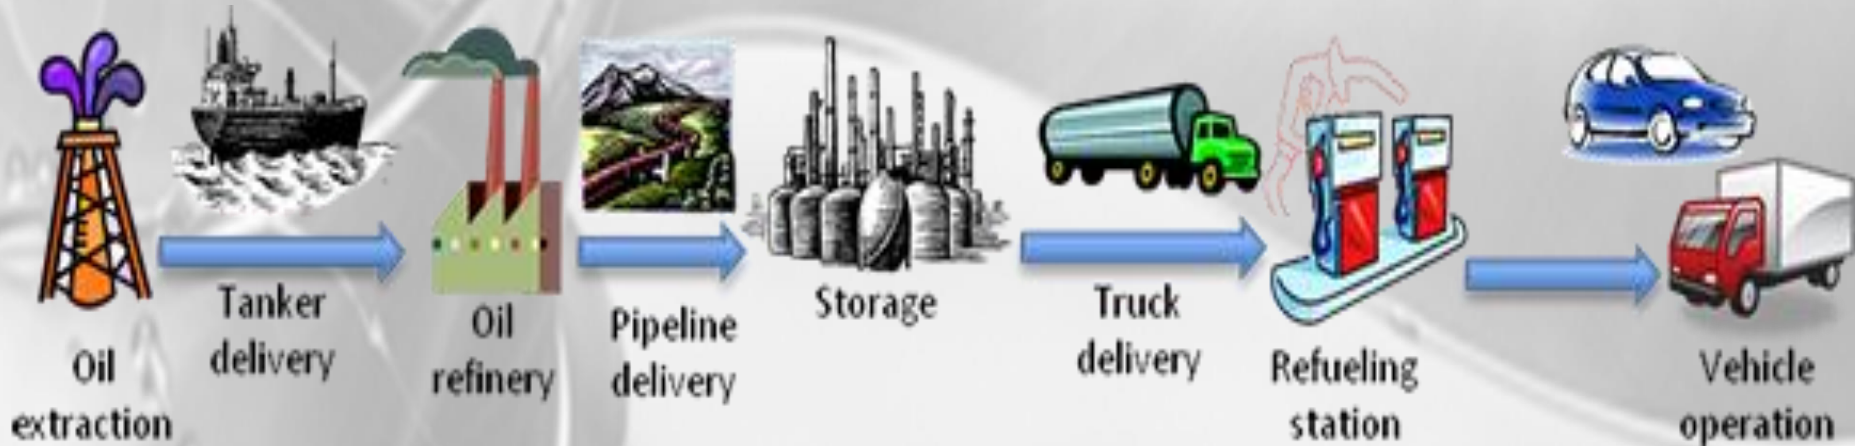 Oil
extraction
Tanker
delivery
Oil
refinery
Pipeline
delivery
Storage
Truck
delivery
Refueling
station
Vehicle
operation